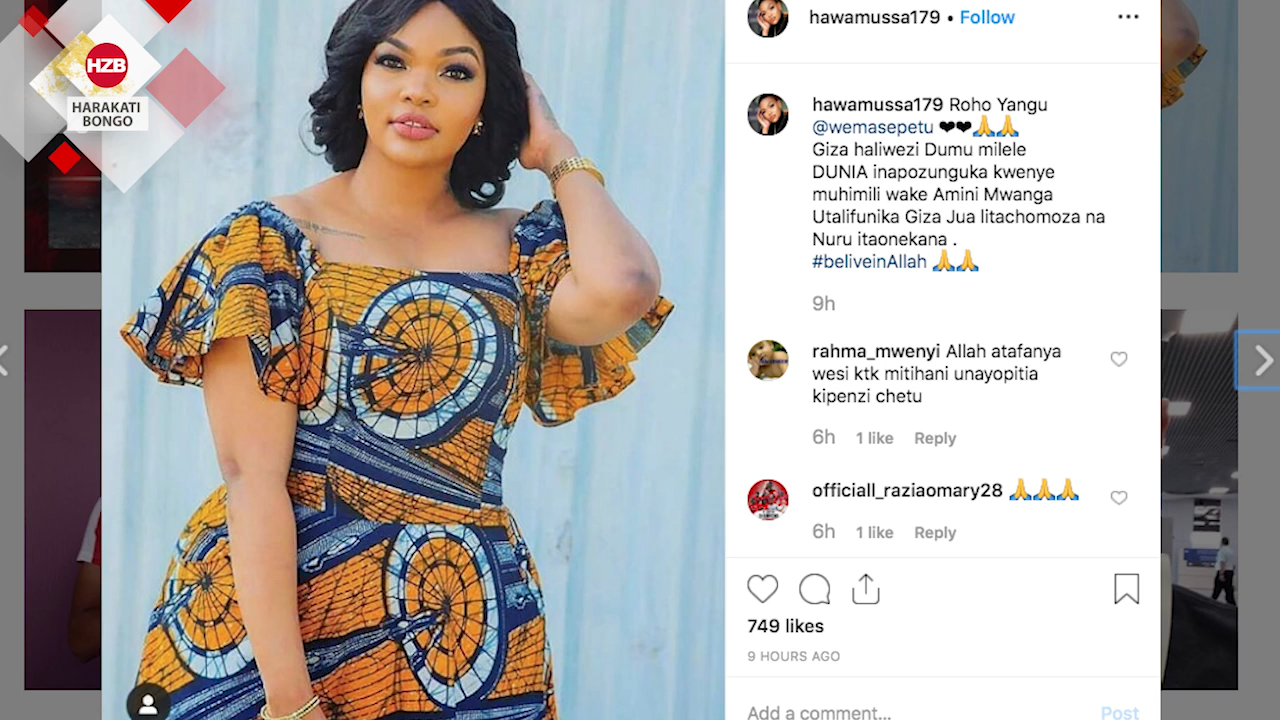 HZB
HARAKATI
BONGO
hawamussa179 • Follow
hawamussa179 Roho Yangu
@wemasepetu ❤❤🙏🙏
Giza haliwezi Dumu milele
DUNIA inapozunguka kwenye
muhimili wake Amini Mwanga
Utalifunika Giza Jua litachomoza na
Nuru itaonekana .
#beliveinAllah 🙏🙏
9h
rahma_mwenyi Allah atafanya
wesi ktk mitihani unayopitia
kipenzi chetu
6h 1 like Reply
officiall_raziaomary28 🙏🙏🙏
6h 1 like Reply
749 likes
9 HOURS AGO
Add a comment... Post